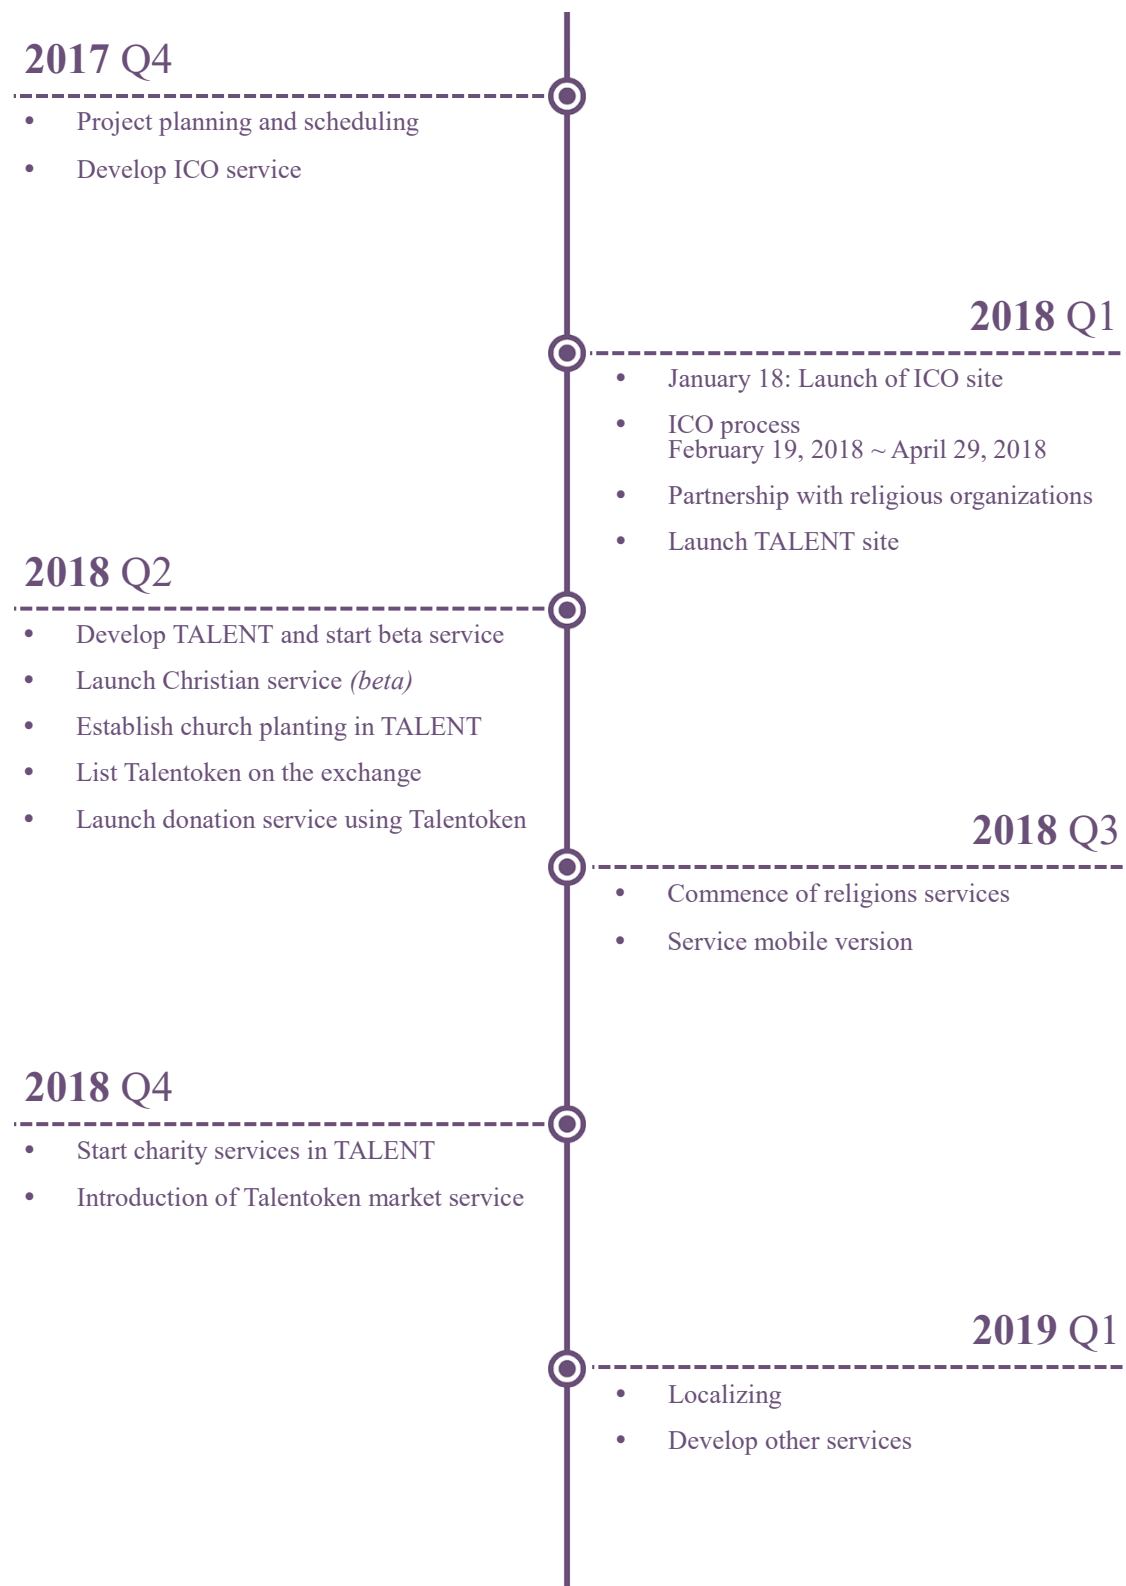 2017 Q4
• Project planning and scheduling
• Develop ICO service
2018 Q1
• January 18: Launch of ICO site
• ICO process
February 19, 2018 ~ April 29, 2018
• Partnership with religious organizations
• Launch TALENT site
2018 Q2
• Develop TALENT and start beta service
• Launch Christian service (beta)
• Establish church planting in TALENT
• List Talentoken on the exchange
• Launch donation service using Talentoken
2018 Q3
• Commence of religions services
• Service mobile version
2018 Q4
• Start charity services in TALENT
• Introduction of Talentoken market service
2019 Q1
• Localizing
• Develop other services